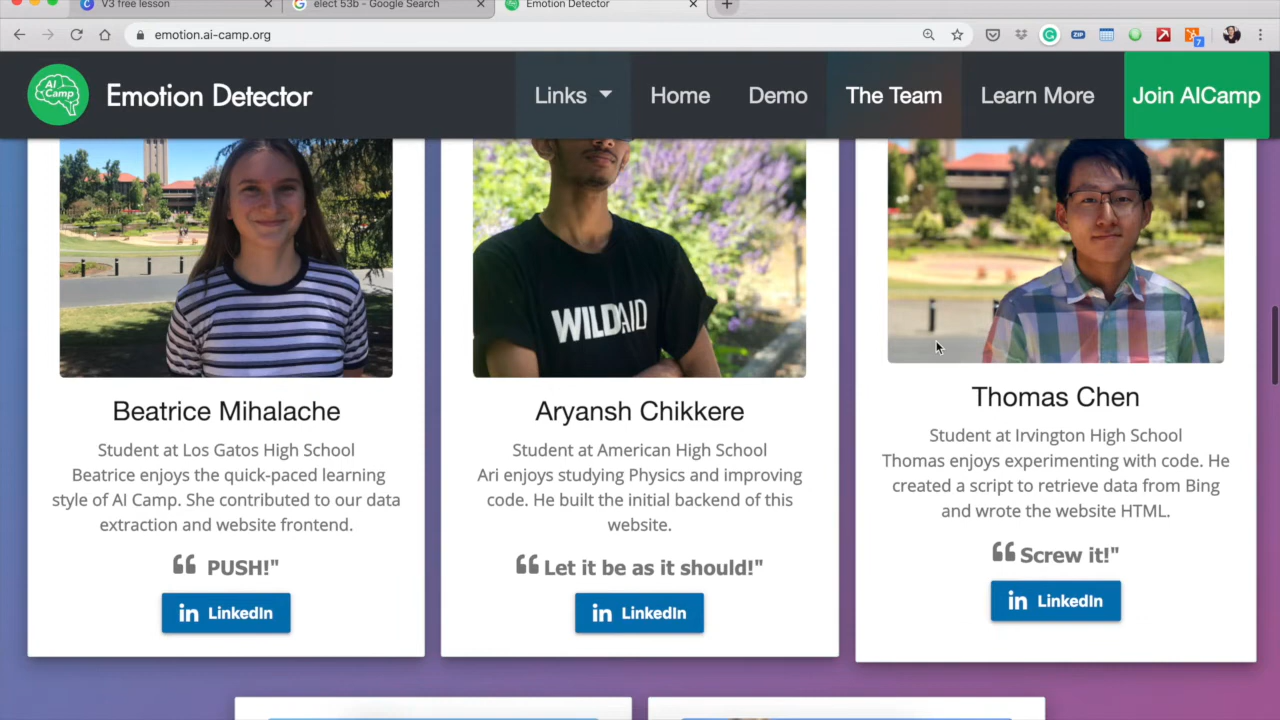 V3 free lesson
elect 53b - Google Search
Emotion Detector
emotion.ai-camp.org
ZIP
7
AI
Camp
Emotion Detector
Links
Home
Demo
The Team
Learn More
Join AICamp
WILDAID
Beatrice Mihalache
Student at Los Gatos High School
Beatrice enjoys the quick-paced learning
style of AI Camp. She contributed to our data
extraction and website frontend.
“ PUSH!"
in LinkedIn
Aryansh Chikkere
Student at American High School
Ari enjoys studying Physics and improving
code. He built the initial backend of this
website.
“ Let it be as it should!"
in LinkedIn
Thomas Chen
Student at Irvington High School
Thomas enjoys experimenting with code. He
created a script to retrieve data from Bing
and wrote the website HTML.
“ Screw it!"
in LinkedIn